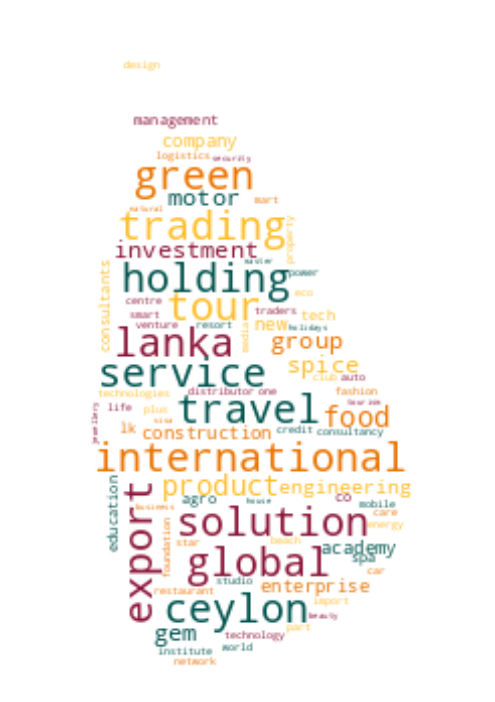 design
management
company
logistics security
green
motor mart
natural
trading
property
investment
master power
holding
consultants
eco
centre
tour
smart traders tech
venture resort new holidays
media
lanka group
service spice
club auto
technologies distributor one fashion
tourism
jewellery life plus travel food
visa
lk construction credit consultancy
international
education product engineering
export agro house co mobile
business care
solution energy
foundation star beach academy
spa
global car
studio
restaurant enterprise
ceylon import
beauty
gem part
technology
institute world
network